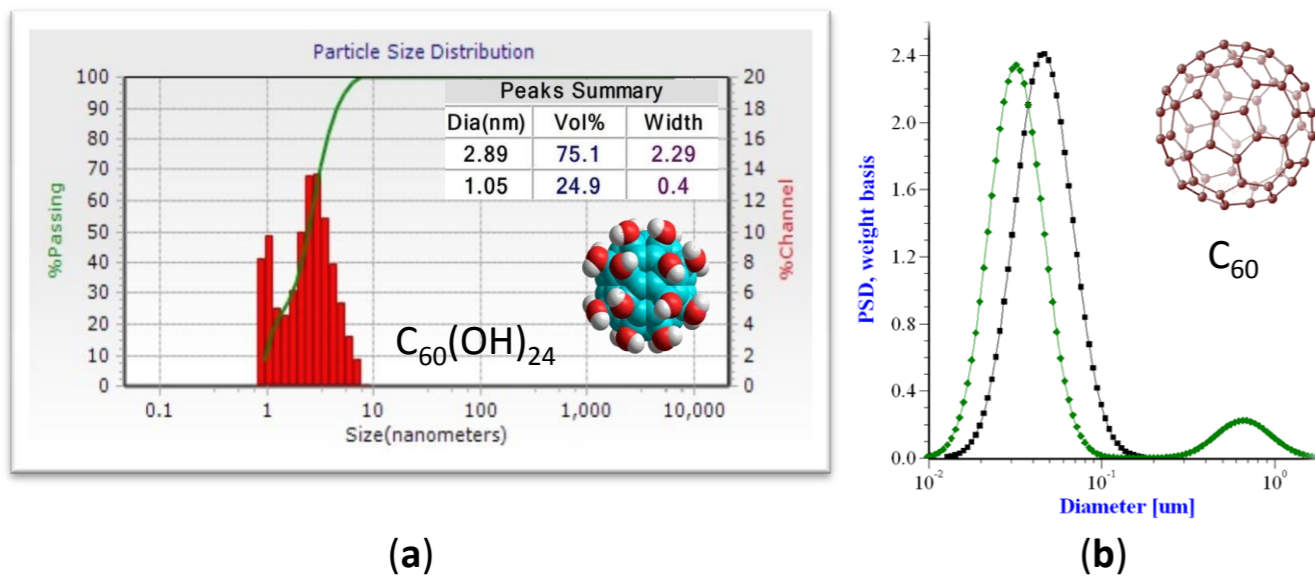 Particle Size Distribution
%Passing
100
90
80
70
60
50
40
30
20
10
0
%Channel
20
18
16
14
12
10
8
6
4
2
0
Peaks Summary
Dia(nm) Vol% Width
2.89 75.1 2.29
1.05 24.9 0.4
C₆₀(OH)₂₄
0.1 1 10 100 1,000 10,000
Size(nanometers)
(a)
PSD, weight basis
2.4
2.0
1.6
1.2
0.8
0.4
0.0
C₆₀
10⁻² 10⁻¹ 10⁰
Diameter [um]
(b)